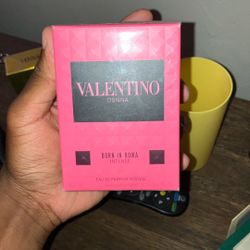 VALENTINO
DONNA
BORN IN ROMA
INTENSE
EAU DE PARFUM INTENSE